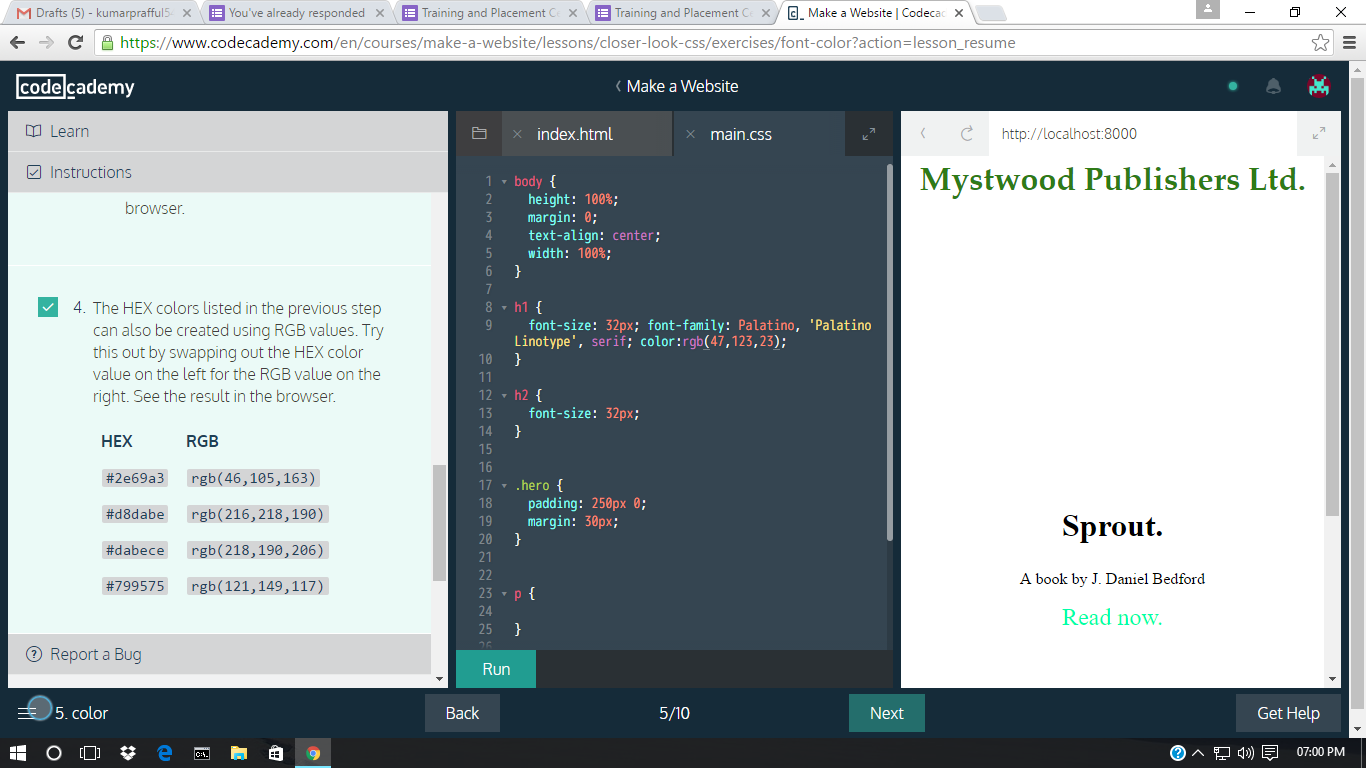 Drafts (5) - kumarprafful5
You've already responded
Training and Placement C
Training and Placement C
Make a Website | Codecac
https://www.codecademy.com/en/courses/make-a-website/lessons/closer-look-css/exercises/font-color?action=lesson_resume
codecademy
Make a Website
Learn
Instructions
browser.
4. The HEX colors listed in the previous step
can also be created using RGB values. Try
this out by swapping out the HEX color
value on the left for the RGB value on the
right. See the result in the browser.
HEX RGB
#2e69a3 rgb(46,105,163)
#d8dabe rgb(216,218,190)
#dabece rgb(218,190,206)
#799575 rgb(121,149,117)
Report a Bug
index.html
main.css
1 body {
2 height: 100%;
3 margin: 0;
4 text-align: center;
5 width: 100%;
6 }
7
8 h1 {
9 font-size: 32px; font-family: Palatino, 'Palatino
Linotype', serif; color:rgb(47,123,23);
10 }
11
12 h2 {
13 font-size: 32px;
14 }
15
16
17 .hero {
18 padding: 250px 0;
19 margin: 30px;
20 }
21
22
23 p {
24
25 }
26
Run
http://localhost:8000
Mystwood Publishers Ltd.
Sprout.
A book by J. Daniel Bedford
Read now.
5. color
Back
5/10
Next
Get Help
07:00 PM